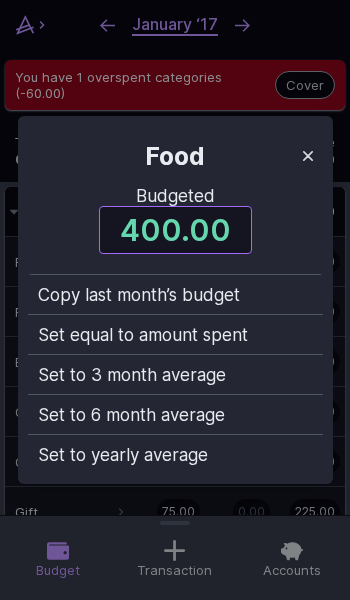 January ‘17
You have 1 overspent categories
(-60.00)
Cover
Food
Budgeted
400.00
Copy last month’s budget
Set equal to amount spent
Set to 3 month average
Set to 6 month average
Set to yearly average
Gift 75.00 0.00 225.00
Budget Transaction Accounts